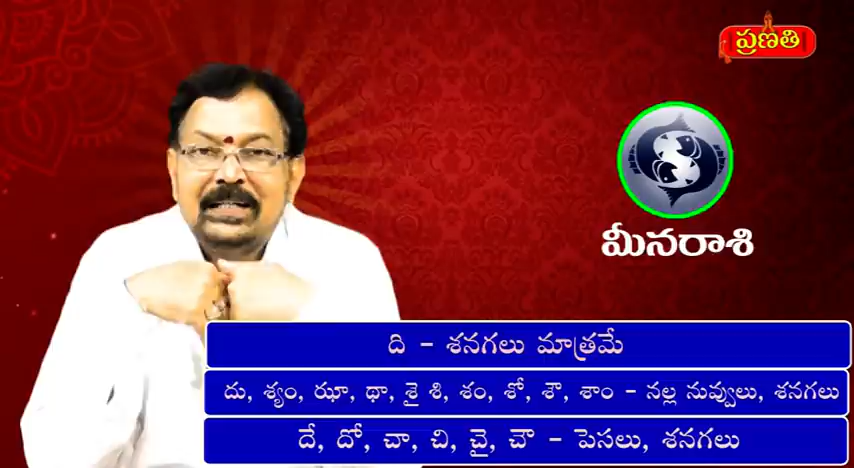 ప్రణతి
మీనరాశి
ది - శనగలు మాత్రమే
దు, శ్యం, ఝా, థా, శై శి, శం, శో, శౌ, శాం - నల్ల నువ్వులు, శనగలు
దే, దో, చా, చి, చై, చౌ - పెసలు, శనగలు